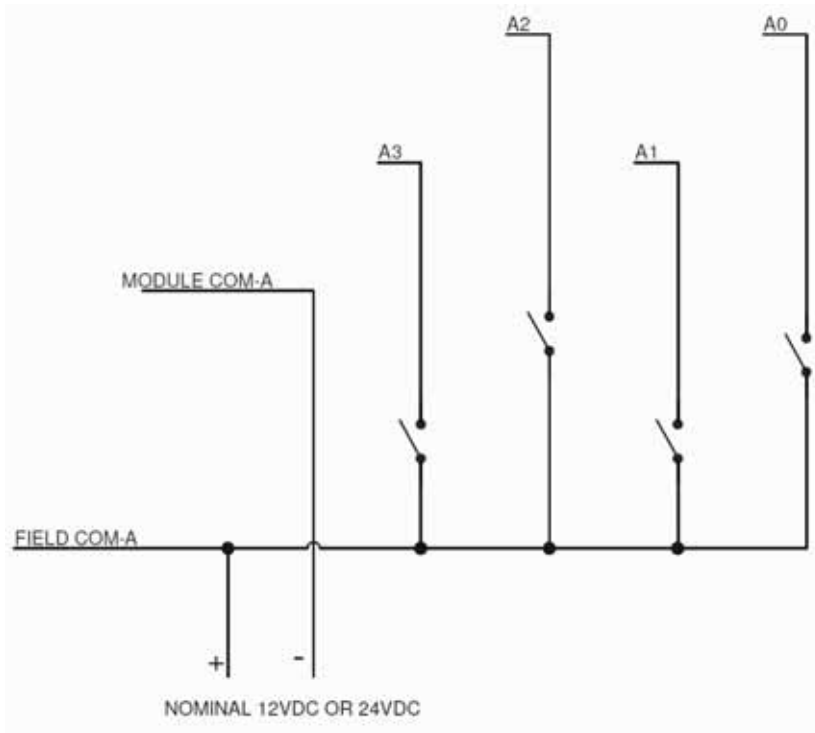 A2
A0
A3
A1
MODULE COM-A
FIELD COM-A
+ -
NOMINAL 12VDC OR 24VDC